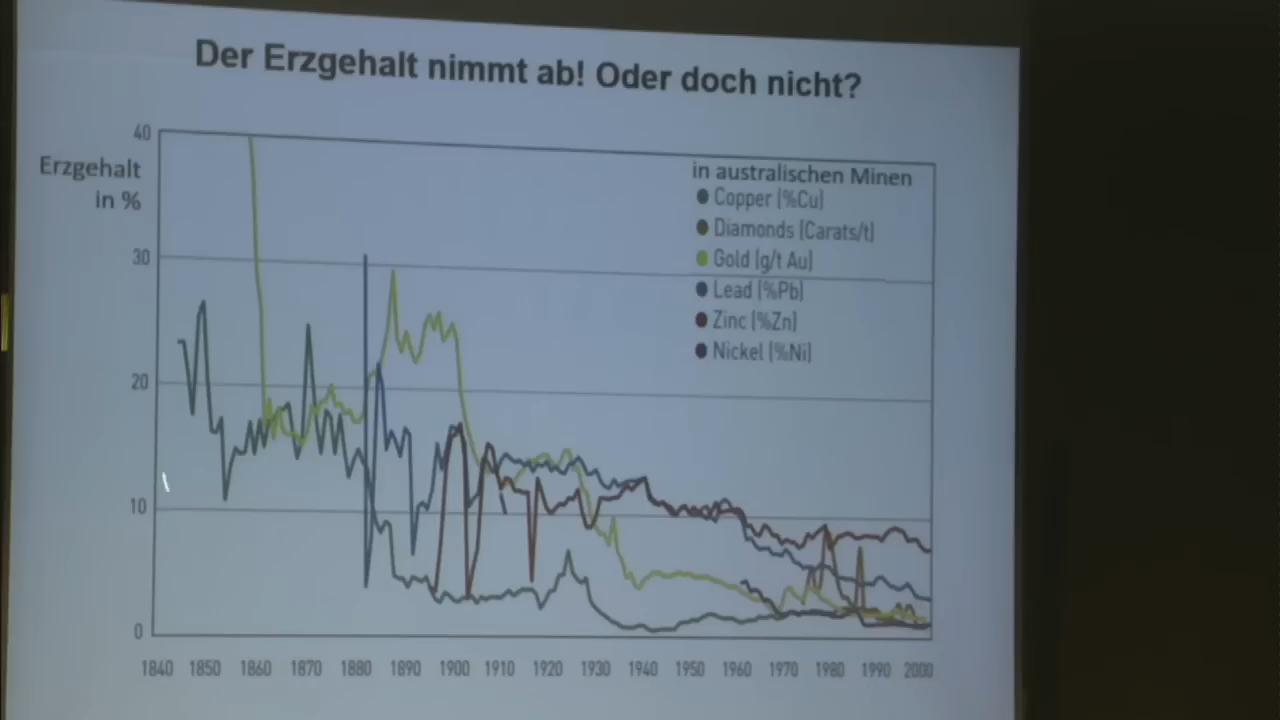 Der Erzgehalt nimmt ab! Oder doch nicht?
Erzgehalt
in %
40
30
20
10
0
in australischen Minen
Copper (%Cu)
Diamonds (Carats/t)
Gold (g/t Au)
Lead (%Pb)
Zinc (%Zn)
Nickel (%Ni)
1840 1850 1860 1870 1880 1890 1900 1910 1920 1930 1940 1950 1960 1970 1980 1990 2000